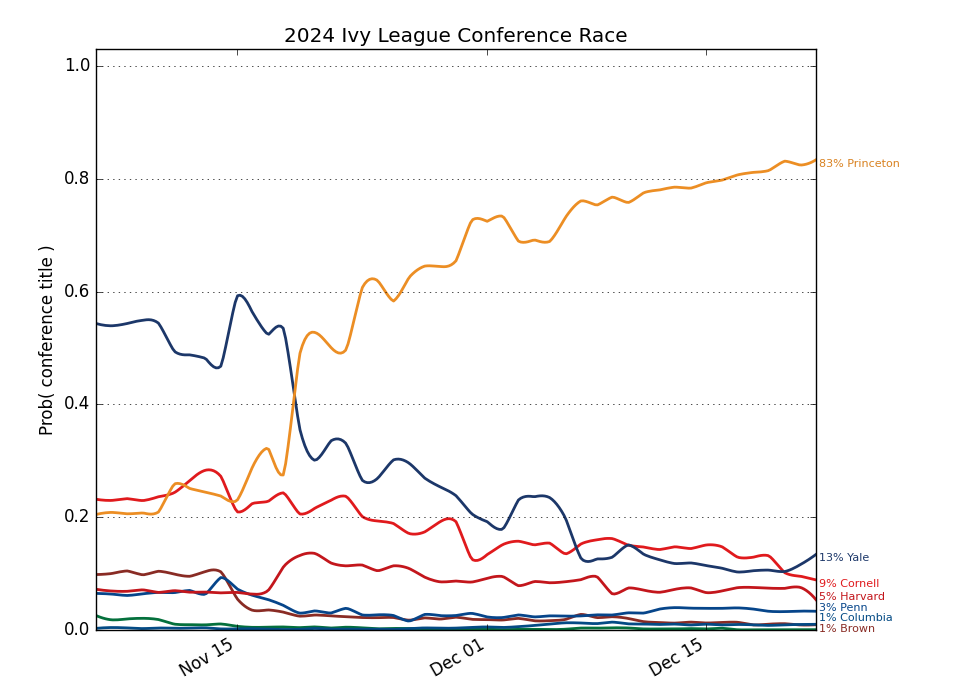 2024 Ivy League Conference Race
Prob( conference title )
1.0
0.8
0.6
0.4
0.2
0.0
Nov 15
Dec 01
Dec 15
83% Princeton
13% Yale
9% Cornell
5% Harvard
3% Penn
1% Columbia
1% Brown